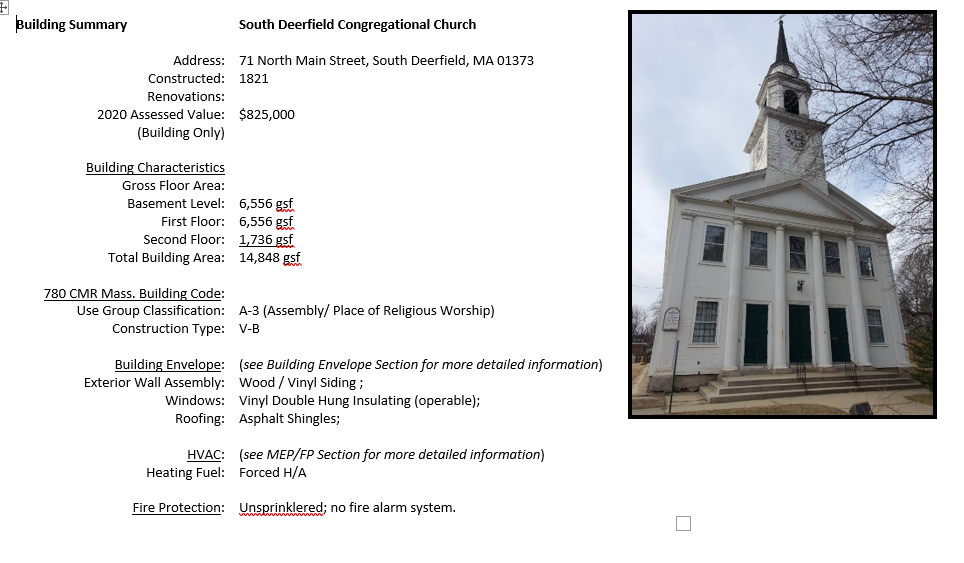 Building Summary South Deerfield Congregational Church
Address: 71 North Main Street, South Deerfield, MA 01373
Constructed: 1821
Renovations:
2020 Assessed Value: $825,000
(Building Only)
Building Characteristics
Gross Floor Area:
Basement Level: 6,556 gsf
First Floor: 6,556 gsf
Second Floor: 1,736 gsf
Total Building Area: 14,848 gsf
780 CMR Mass. Building Code:
Use Group Classification: A-3 (Assembly/ Place of Religious Worship)
Construction Type: V-B
Building Envelope: (see Building Envelope Section for more detailed information)
Exterior Wall Assembly: Wood / Vinyl Siding ;
Windows: Vinyl Double Hung Insulating (operable);
Roofing: Asphalt Shingles;
HVAC: (see MEP/FP Section for more detailed information)
Heating Fuel: Forced H/A
Fire Protection: Unsprinklered; no fire alarm system.